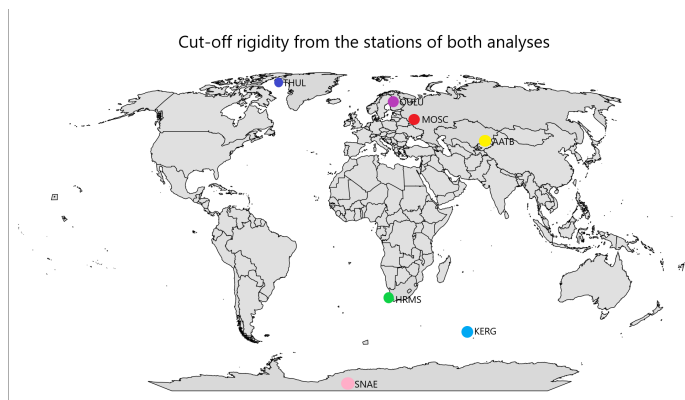 Cut-off rigidity from the stations of both analyses
THUL
OULU
MOSC
AATB
HRMS
KERG
SNAE